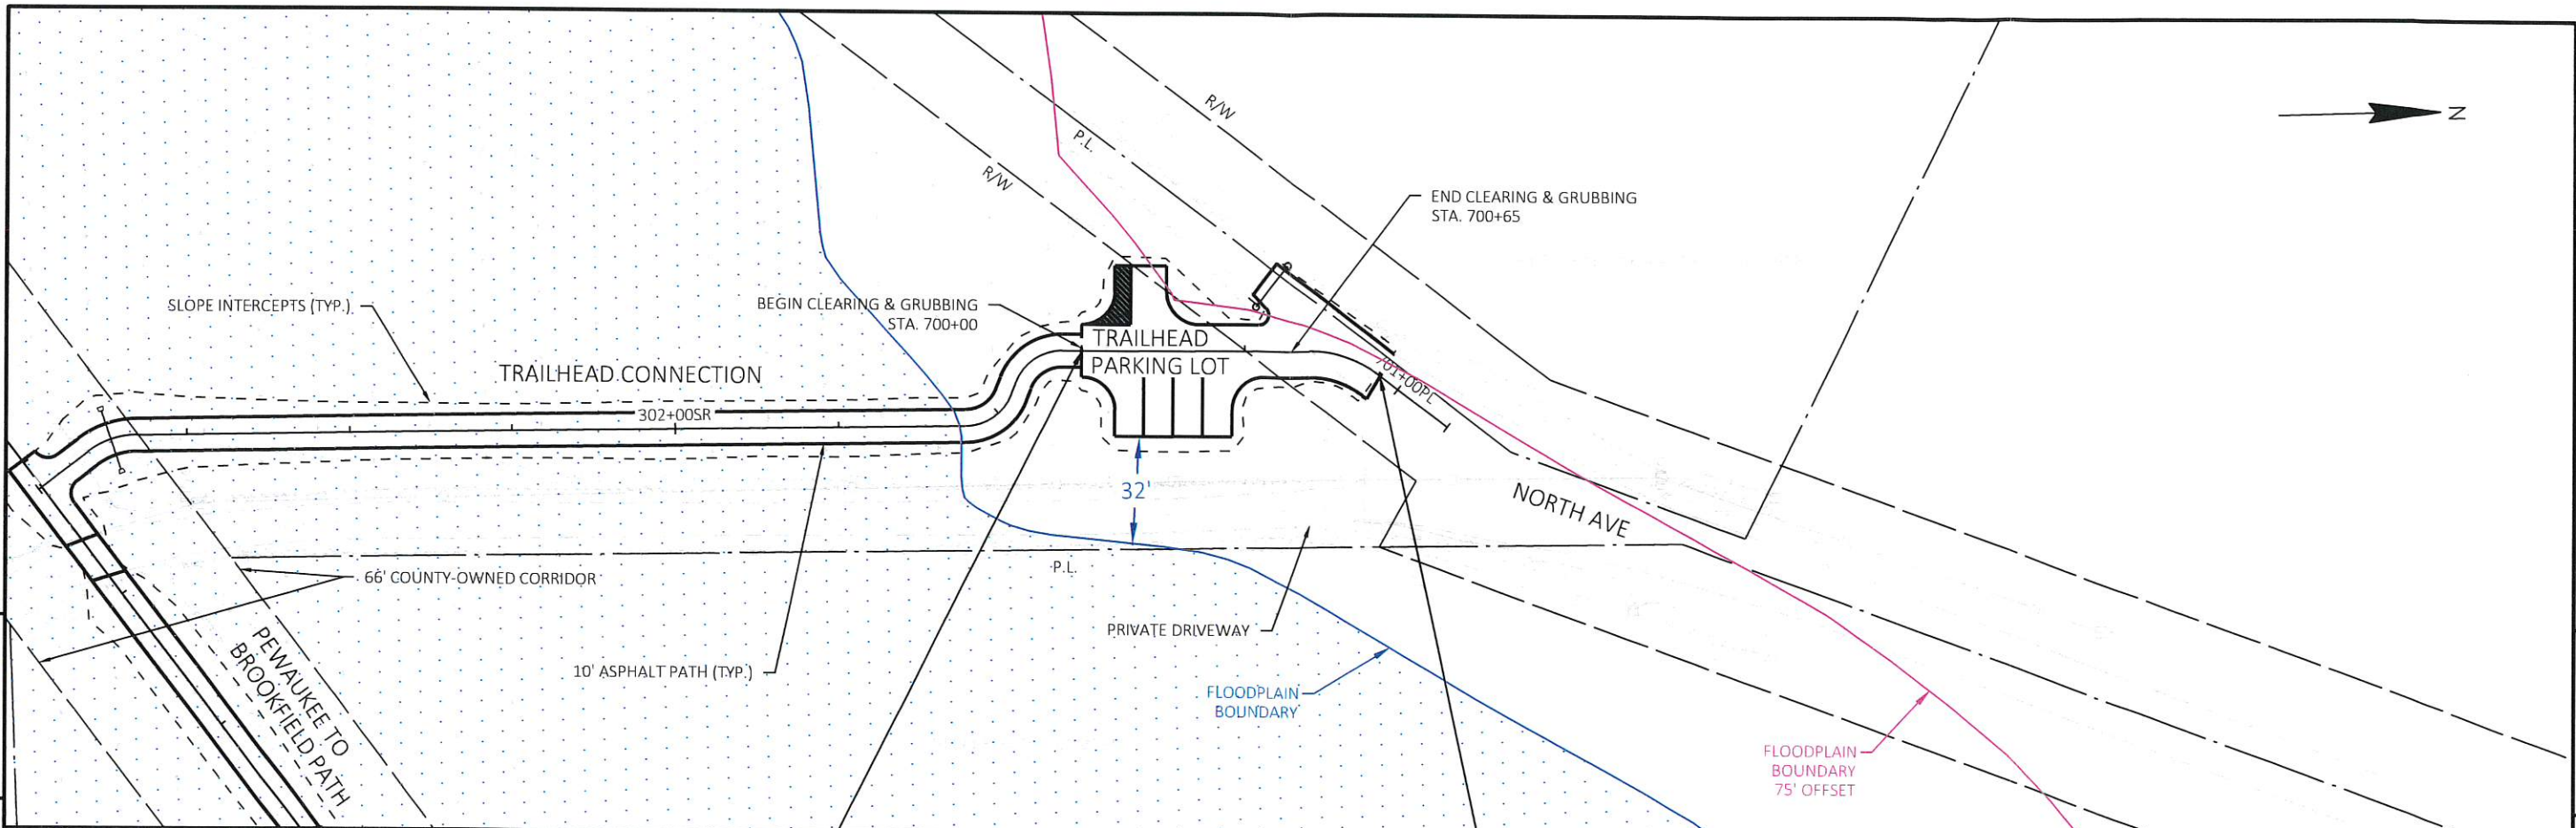 R/W
P.L.
R/W
N
END CLEARING & GRUBBING
STA. 700+65
SLOPE INTERCEPTS (TYP.)
BEGIN CLEARING & GRUBBING
STA. 700+00
TRAILHEAD
PARKING LOT
TRAILHEAD CONNECTION
701+00PL
302+00SR
32'
NORTH AVE
P.L.
66' COUNTY-OWNED CORRIDOR
PRIVATE DRIVEWAY
10' ASPHALT PATH (TYP.)
PEWAUKEE TO
BROOKFIELD PATH
FLOODPLAIN
BOUNDARY
FLOODPLAIN
BOUNDARY
75' OFFSET